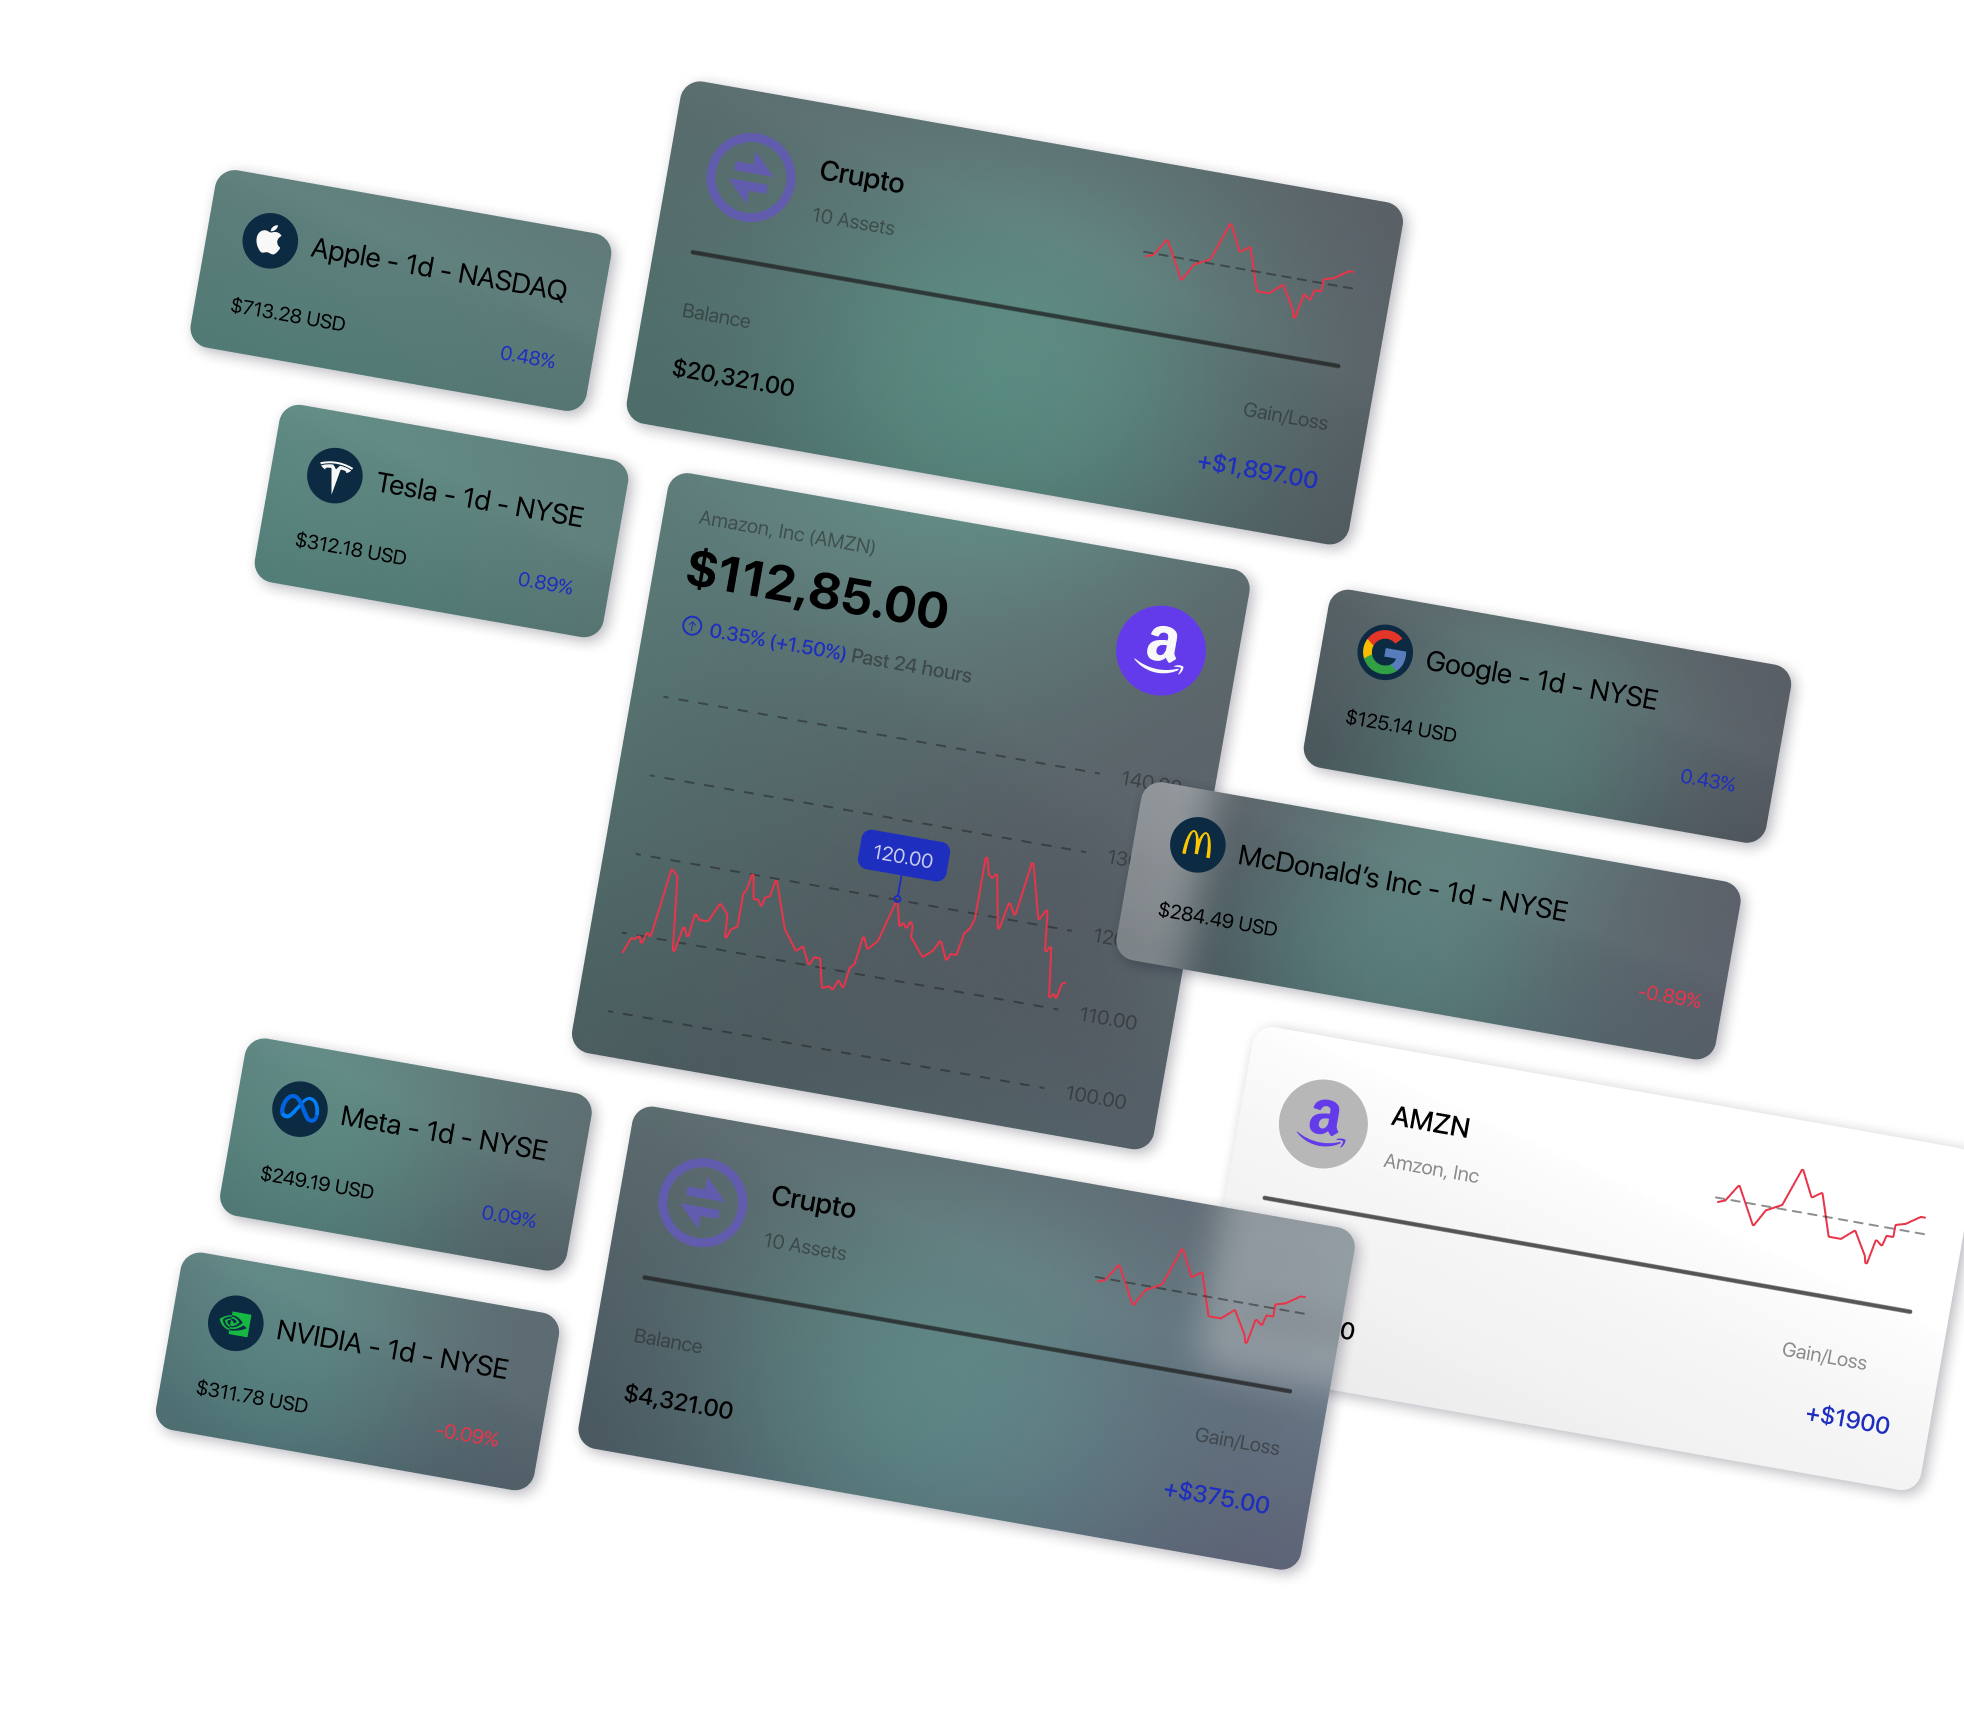 Crupto
10 Assets
Balance
$20,321.00
Gain/Loss
+$1,897.00
Apple - 1d - NASDAQ
$713.28 USD
0.48%
Tesla - 1d - NYSE
$312.18 USD
0.89%
Amazon, Inc (AMZN)
$112,85.00
0.35% (+1.50%) Past 24 hours
a
140.00
120.00
110.00
100.00
Google - 1d - NYSE
$125.14 USD
0.43%
McDonald’s Inc - 1d - NYSE
$284.49 USD
-0.89%
a
AMZN
Amzon, Inc
0
Gain/Loss
+$1900
Meta - 1d - NYSE
$249.19 USD
0.09%
NVIDIA - 1d - NYSE
$311.78 USD
-0.09%
Crupto
10 Assets
Balance
$4,321.00
Gain/Loss
+$375.00